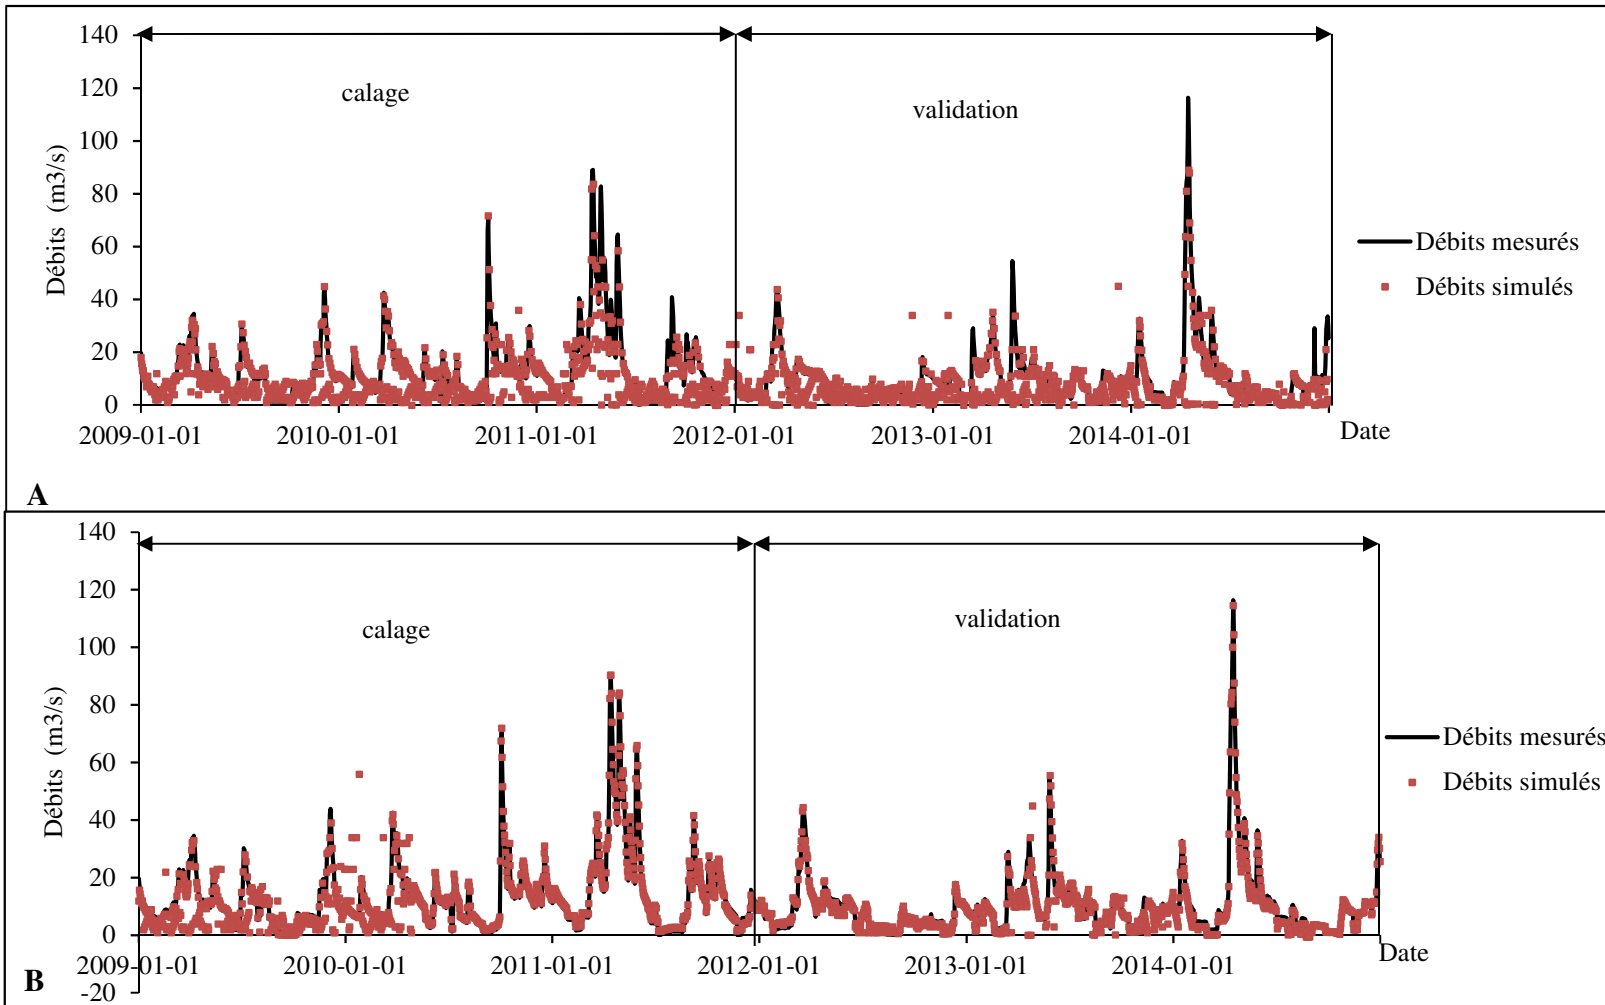 140
120
100
80
60
40
20
0
Débits (m3/s)
calage
validation
Débits mesurés
Débits simulés
2009-01-01
2010-01-01
2011-01-01
2012-01-01
2013-01-01
2014-01-01
Date
A
140
120
100
80
60
40
20
0
-20
Débits (m3/s)
calage
validation
Débits mesurés
Débits simulés
2009-01-01
2010-01-01
2011-01-01
2012-01-01
2013-01-01
2014-01-01
Date
B